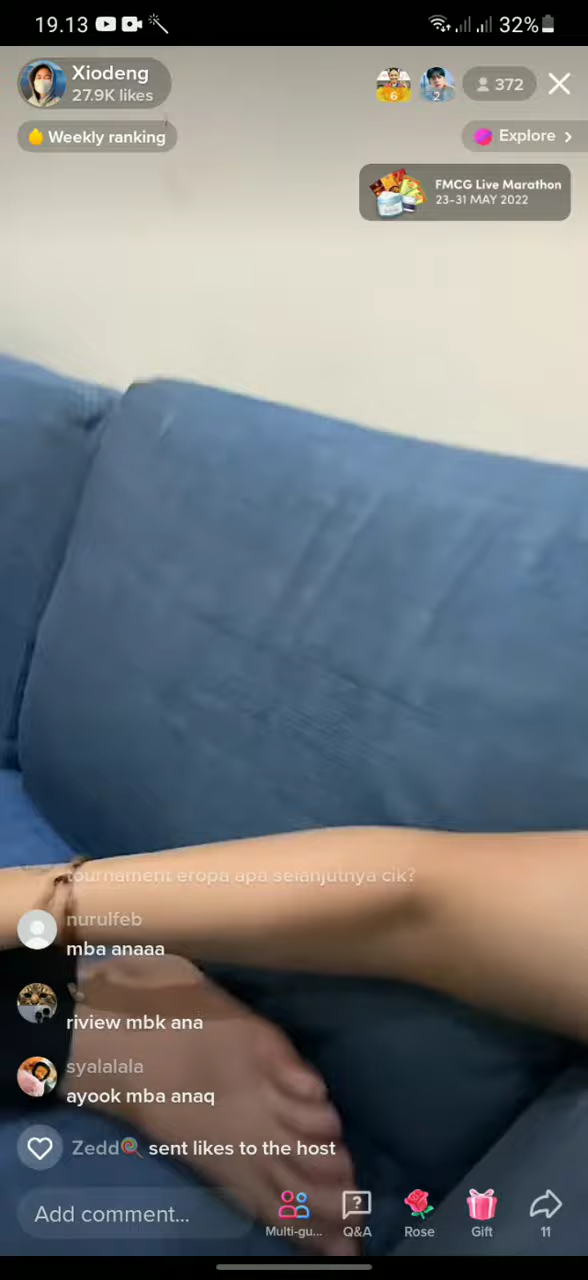 19.13
32%
Xiodeng
27.9K likes
6
2
372
Weekly ranking
Explore
FMCG Live Marathon
23-31 MAY 2022
tournament eropa apa selanjutnya cik?
nurulfeb
mba anaaa
riview mbk ana
syalalala
ayook mba anaq
Zedd🍭 sent likes to the host
Add comment...
Multi-gu...
Q&A
Rose
Gift
11